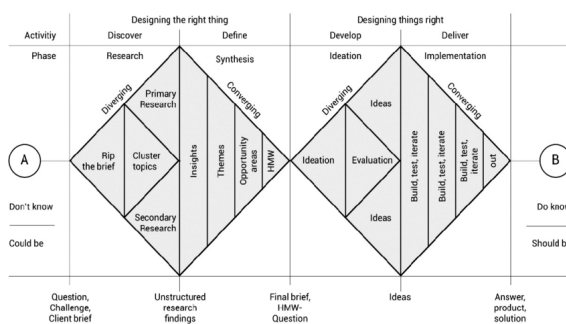 Designing the right thing
Designing things right
Activitiy
Discover
Define
Develop
Deliver
Phase
Research
Synthesis
Ideation
Implementation
Diverging
Converging
Diverging
Converging
A
Rip
the brief
Cluster
topics
Primary
Research
Secondary
Research
Insights
Themes
Opportunity
areas
HMW
Ideation
Ideas
Evaluation
Ideas
Build, test, iterate
Build, test, iterate
Build, test,
iterate
out
B
Don't know
Could be
Do know
Should b
Question,
Challenge,
Client brief
Unstructured
research
findings
Final brief,
HMW-
Question
Ideas
Answer,
product,
solution